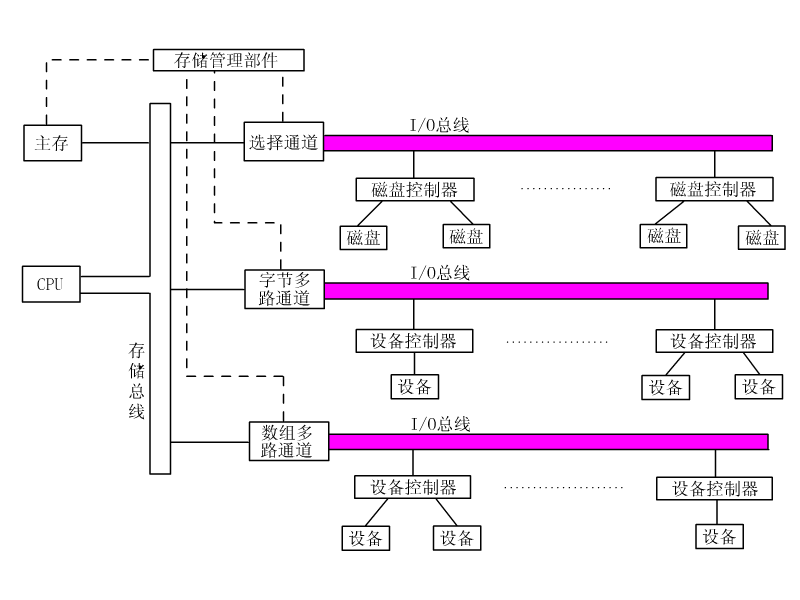 存储管理部件
I/O总线
主存
选择通道
磁盘控制器
磁盘控制器
磁盘
磁盘
磁盘
磁盘
I/O总线
CPU
字节多
路通道
设备控制器
设备控制器
存
储
总
线
设备
设备
设备
I/O总线
数组多
路通道
设备控制器
设备控制器
设备
设备
设备